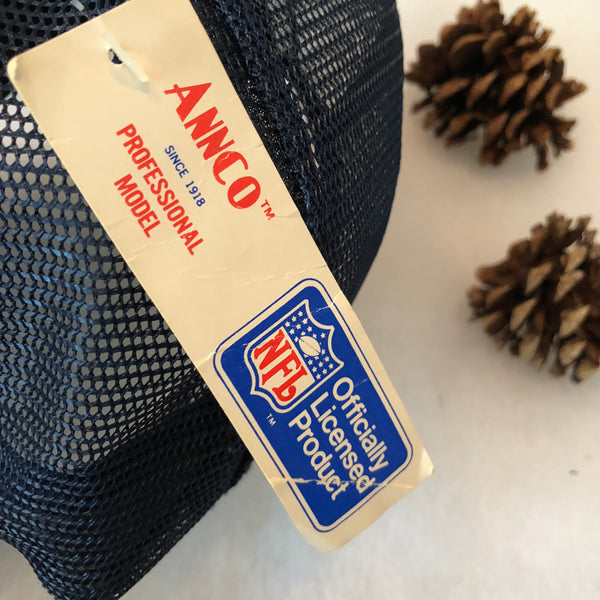 ANNCO™
SINCE 1918
PROFESSIONAL
MODEL
NFL
TM
Officially
Licensed
Product